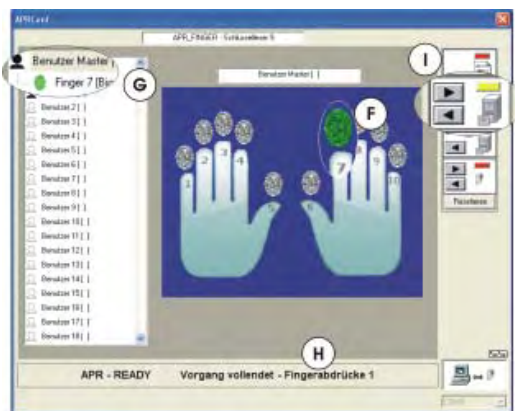 APRCard
APR_FINGER - Schlüsselleser 5
Benutzer Master [
Finger 7 [Bio
G
Benutzer 2 [ ]
Benutzer 3 [ ]
Benutzer 4 [ ]
Benutzer 5 [ ]
Benutzer 6 [ ]
Benutzer 7 [ ]
Benutzer 8 [ ]
Benutzer 9 [ ]
Benutzer 10 [ ]
Benutzer 11 [ ]
Benutzer 12 [ ]
Benutzer 13 [ ]
Benutzer 14 [ ]
Benutzer 15 [ ]
Benutzer 16 [ ]
Benutzer 17 [ ]
Benutzer 18 [ ]
Benutzer Master [ ]
F
1 2 3 4 5
6 7 8 9 10
I
H
APR - READY Vorgang vollendet - Fingerabdrücke 1